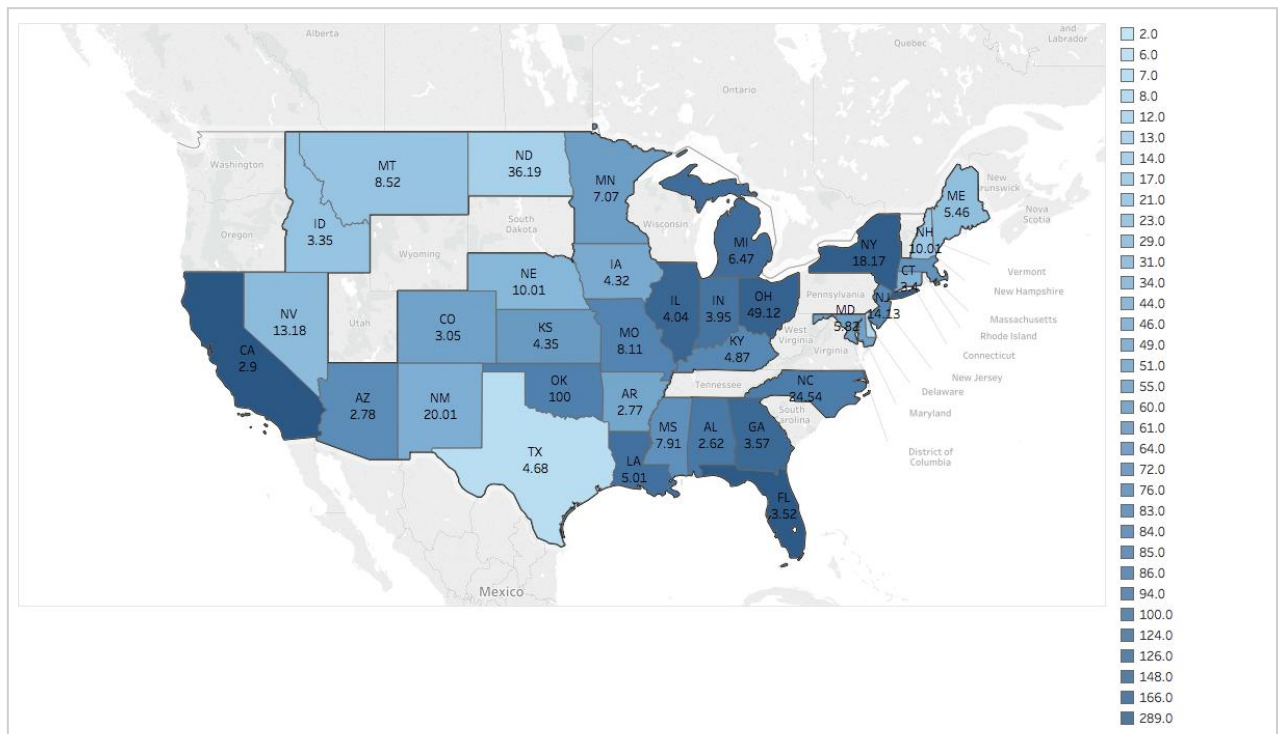 Alberta
Quebec
and
Labrador
Ontario
Washington
MT
8.52
ND
36.19
MN
7.07
ME
5.46
New
runswick
Nova
Scotia
ID
3.35
Oregon
South
Dakota
Wisconsin
Wyoming
MI
6.47
NY
18.17
NH
10.01
Vermont
New Hampshire
Massachusetts
Rhode Island
Connecticut
New Jersey
Delaware
Maryland
District of
Columbia
NE
10.01
IA
4.32
CT
3.4
NJ
14.13
Pennsylvania
NV
13.18
Utah
CO
3.05
KS
4.35
MO
8.11
IL
4.04
IN
3.95
OH
49.12
MD
5.82
West
Virginia
Virginia
KY
4.87
CA
2.9
AZ
2.78
NM
20.01
OK
100
AR
2.77
Tennessee
NC
24.54
South
Carolina
MS
7.91
AL
2.62
GA
3.57
TX
4.68
LA
5.01
FL
3.52
Mexico
2.0
6.0
7.0
8.0
12.0
13.0
14.0
17.0
21.0
23.0
29.0
31.0
34.0
44.0
46.0
49.0
51.0
55.0
60.0
61.0
64.0
72.0
76.0
83.0
84.0
85.0
86.0
94.0
100.0
124.0
126.0
148.0
166.0
289.0